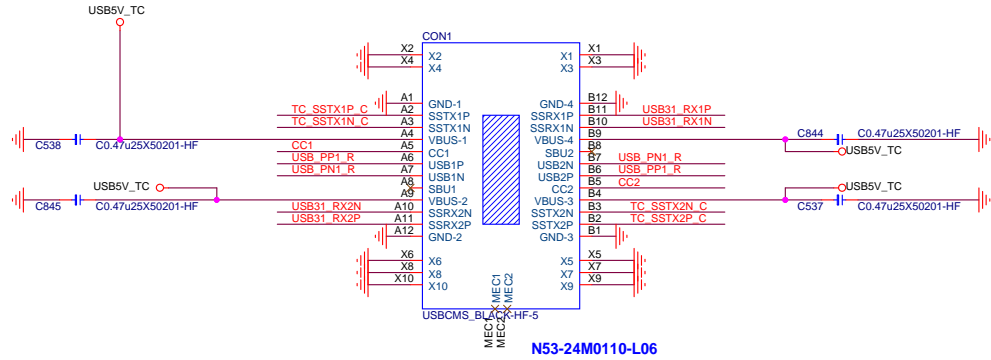 USB5V_TC
CON1
X2 X2 X1 X1
X4 X4 X3 X3
A1 GND-1 GND-4 B12
TC_SSTX1P_C A2 SSTX1P SSRX1P B11 USB31_RX1P
TC_SSTX1N_C A3 SSTX1N SSRX1N B10 USB31_RX1N
C538 C0.47u25X50201-HF A4 VBUS-1 VBUS-4 B9 C844 C0.47u25X50201-HF
CC1 A5 CC1 SBU2 B8 USB5V_TC
USB_PP1_R A6 USB1P USB2N B7 USB_PN1_R
USB_PN1_R A7 USB1N USB2P B6 USB_PP1_R
USB5V_TC A8 SBU1 CC2 B5 CC2 USB5V_TC
C845 C0.47u25X50201-HF A9 VBUS-2 VBUS-3 B4 C537 C0.47u25X50201-HF
USB31_RX2N A10 SSRX2N SSTX2N B3 TC_SSTX2N_C
USB31_RX2P A11 SSRX2P SSTX2P B2 TC_SSTX2P_C
A12 GND-2 GND-3 B1
X6 X6 X5 X5
X8 X8 X7 X7
X10 X10 X9 X9
MEC1 MEC2
USBCMS_BLACK-HF-5
MEC1 MEC2
N53-24M0110-L06